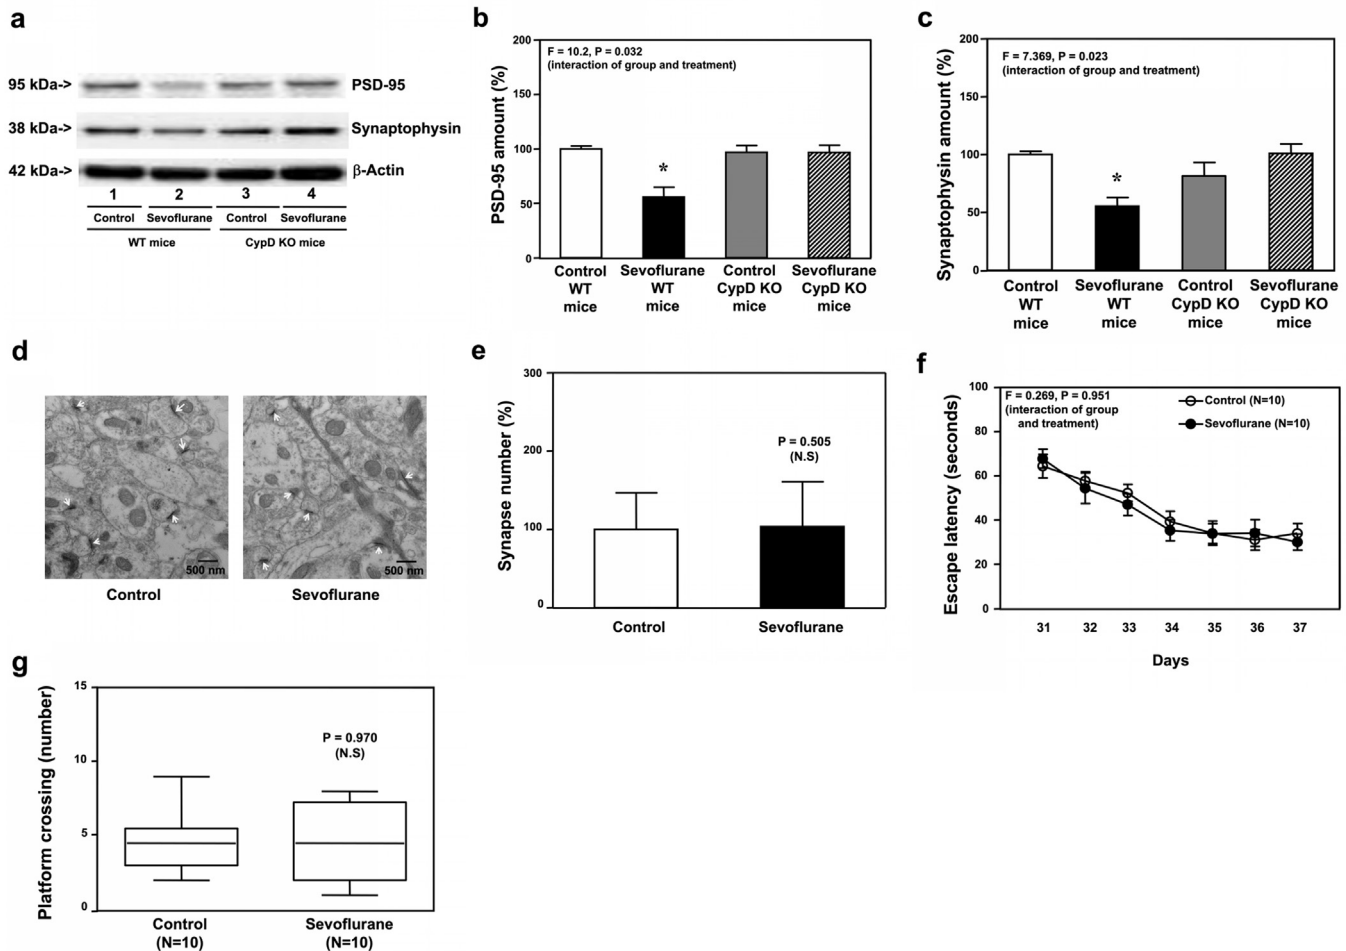 a
95 kDa-> PSD-95
38 kDa-> Synaptophysin
42 kDa-> β-Actin
1 2 3 4
Control Sevoflurane Control Sevoflurane
WT mice CypD KO mice
b
PSD-95 amount (%)
200
150
100
50
0
F = 10.2, P = 0.032
(interaction of group and treatment)
*
Control WT mice
Sevoflurane WT mice
Control CypD KO mice
Sevoflurane CypD KO mice
c
Synaptophysin amount (%)
200
150
100
50
0
F = 7.369, P = 0.023
(interaction of group and treatment)
*
Control WT mice
Sevoflurane WT mice
Control CypD KO mice
Sevoflurane CypD KO mice
d
500 nm
500 nm
Control
Sevoflurane
e
Synapse number (%)
300
200
100
0
P = 0.505
(N.S)
Control
Sevoflurane
f
Escape latency (seconds)
100
80
60
40
20
0
F = 0.269, P = 0.951
(interaction of group
and treatment)
Control (N=10)
Sevoflurane (N=10)
31 32 33 34 35 36 37
Days
g
Platform crossing (number)
15
10
5
0
P = 0.970
(N.S)
Control
(N=10)
Sevoflurane
(N=10)